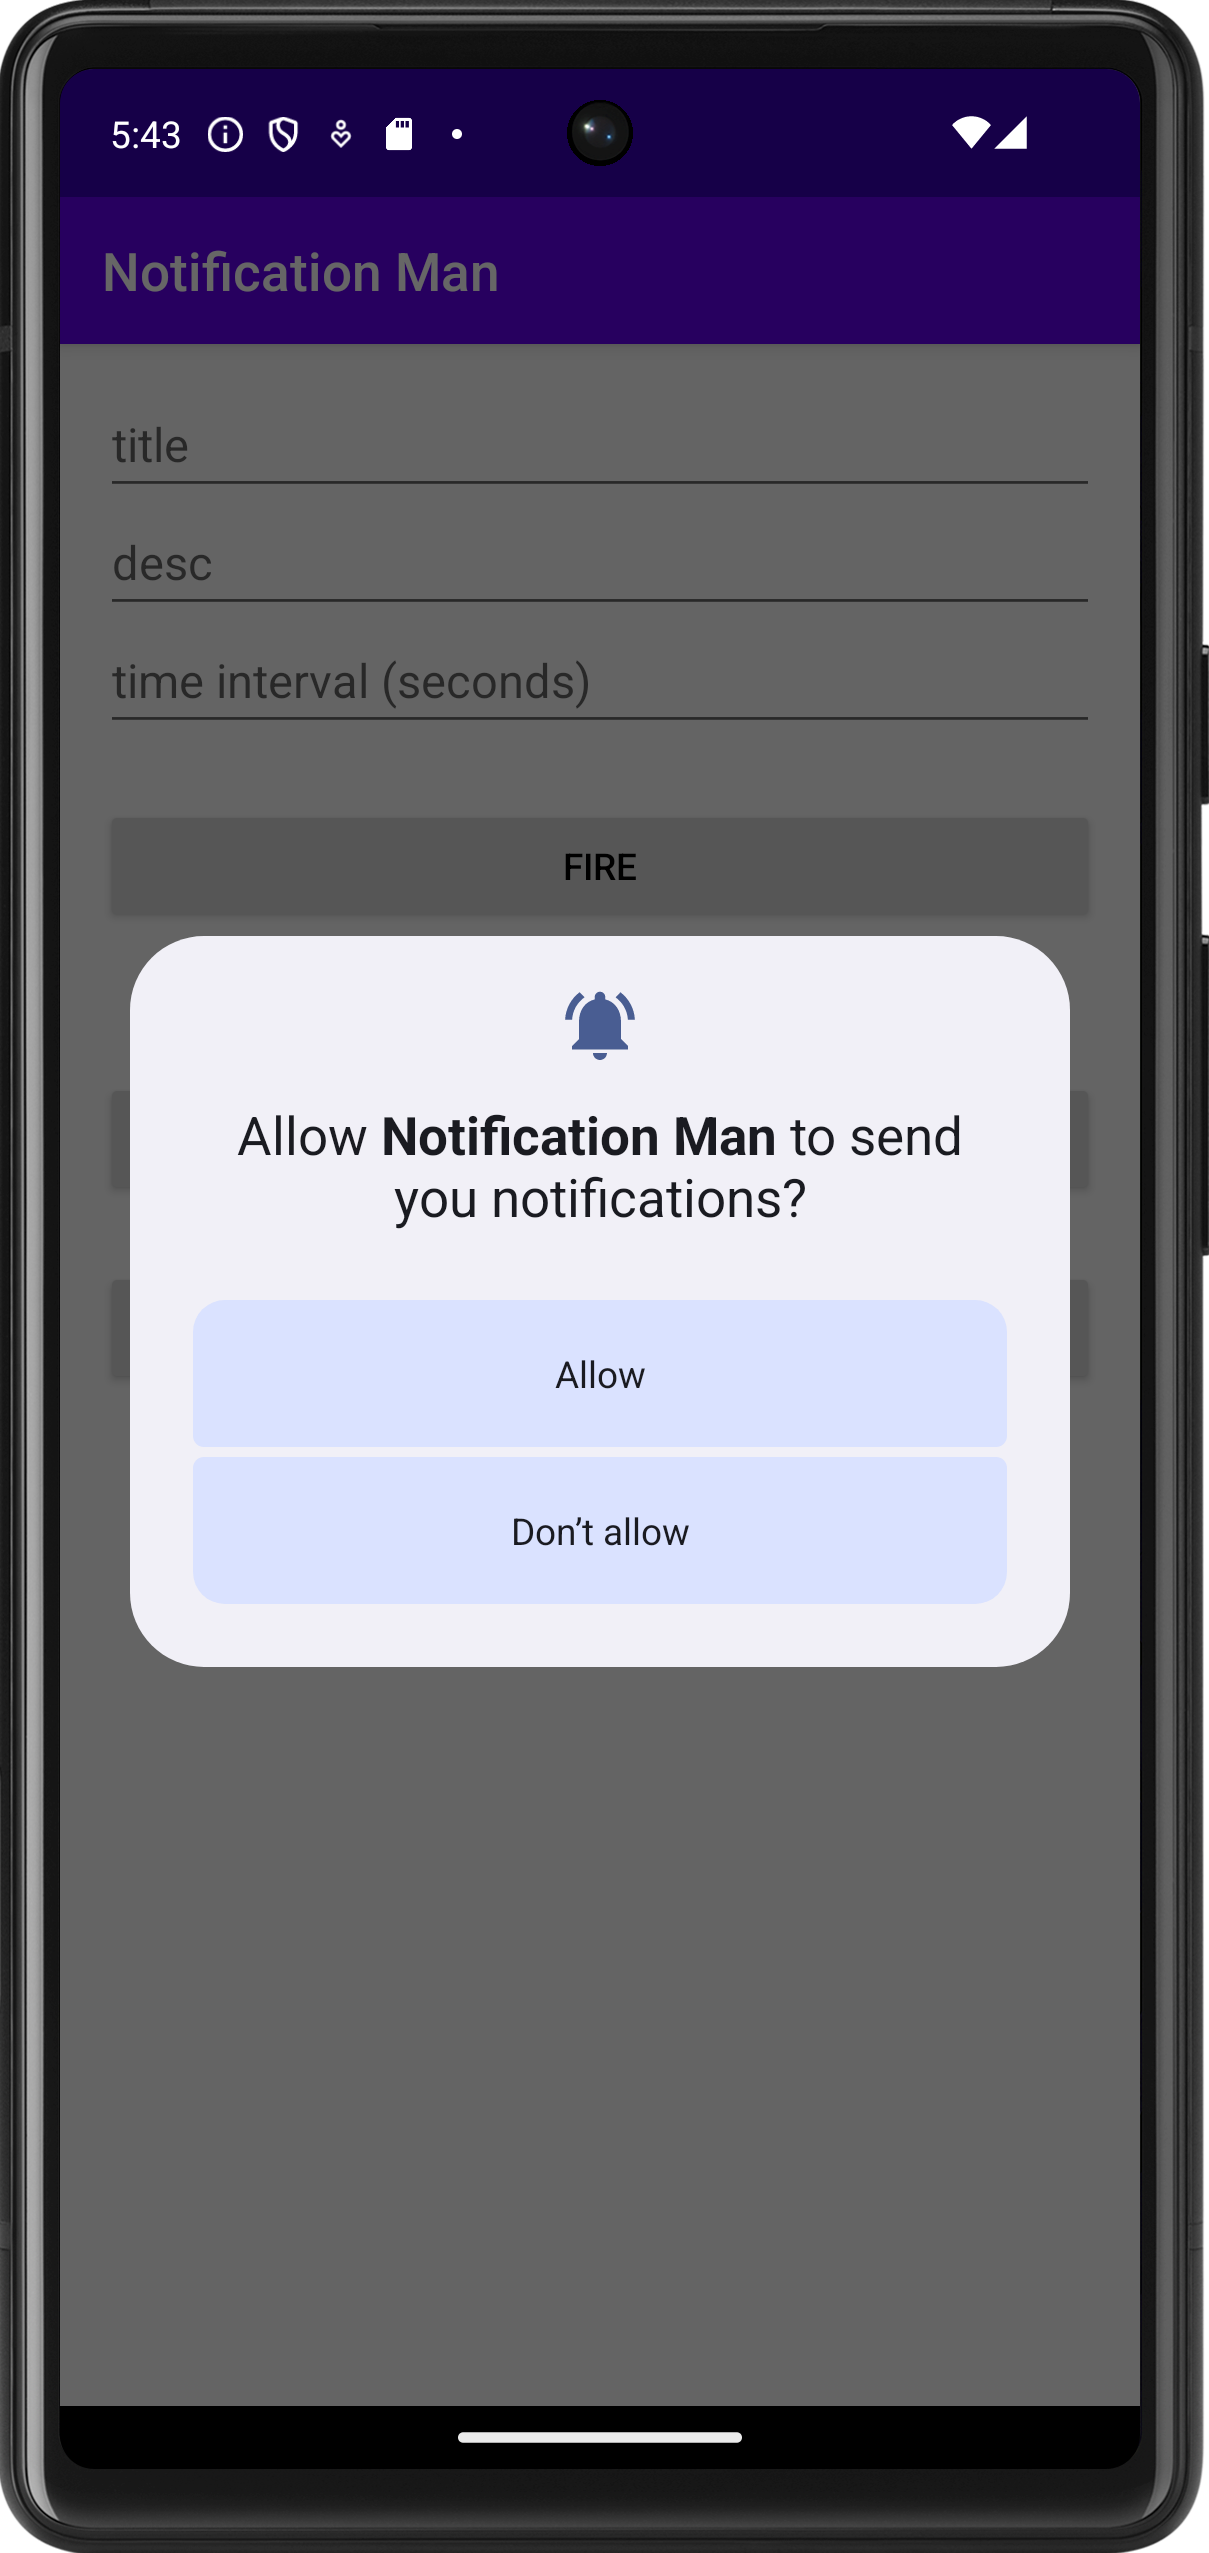 5:43
Notification Man
title
desc
time interval (seconds)
FIRE
Allow Notification Man to send
you notifications?
Allow
Don’t allow